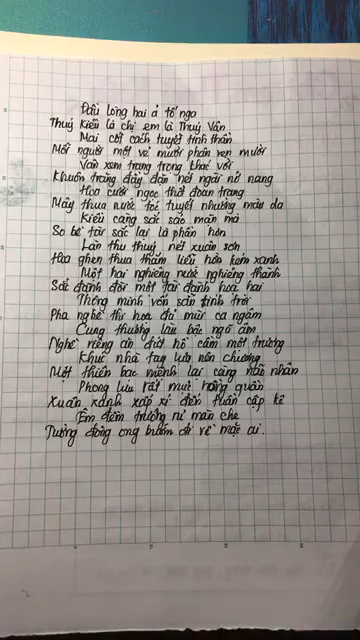 Đầu lòng hai ả tố nga
Thuý Kiều là chị em là Thuý Vân
Mai cốt cách tuyết tinh thần
Mỗi người một vẻ mười phân vẹn mười
Vân xem trang trọng khác vời
Khuôn trăng đầy đặn nét ngài nở nang
Hoa cười ngọc thốt đoan trang
Mây thua nước tóc tuyết nhường màu da
Kiều càng sắc sảo mặn mà
So bề tài sắc lại là phần hơn
Làn thu thuỷ nét xuân sơn
Hoa ghen thua thắm liễu hờn kém xanh
Một hai nghiêng nước nghiêng thành
Sắc đành đòi một tài đành hoạ hai
Thông minh vốn sẵn tính trời
Pha nghề thi hoạ đủ mùi ca ngâm
Cung thương lầu bậc ngũ âm
Nghề riêng ăn đứt hồ cầm một trương
Khúc nhà tay lựa nên chương
Một thiên bạc mệnh lại càng não nhân
Phong lưu rất mực hồng quần
Xuân xanh xấp xỉ đến tuần cập kê
Êm đềm trướng rủ màn che
Tường đông ong bướm đi về mặc ai.